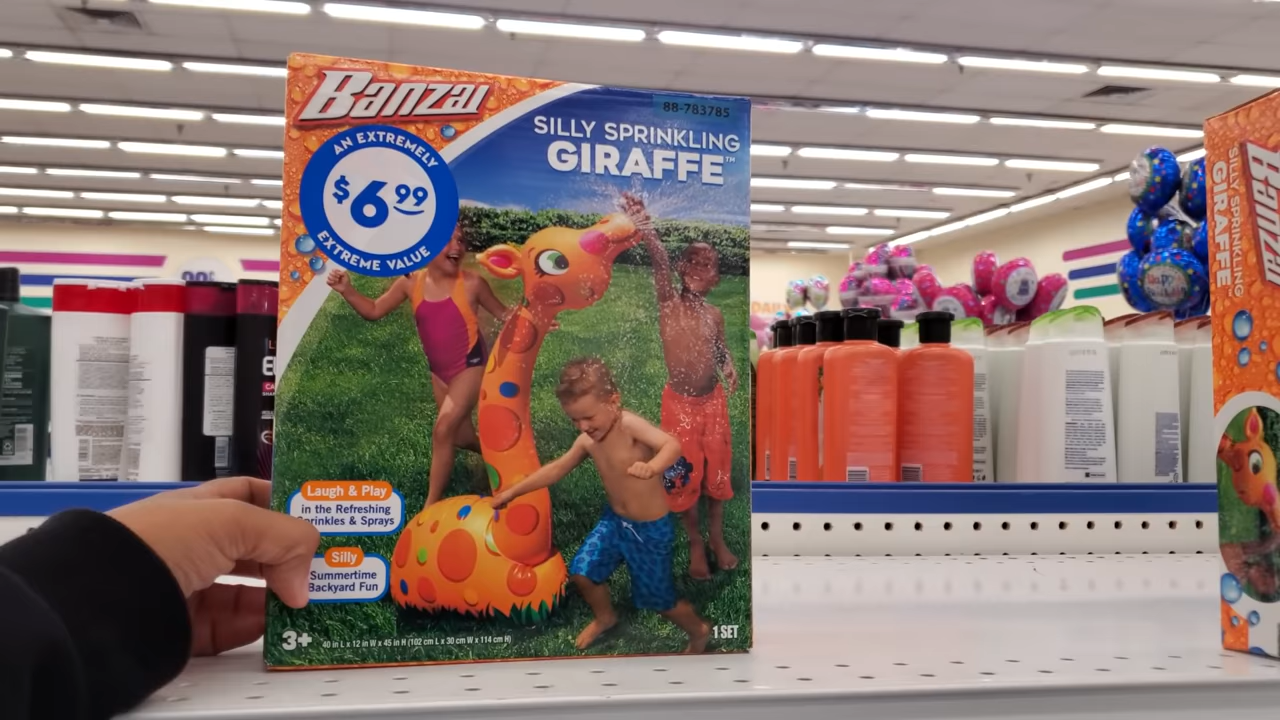 Banzai
88-783785
SILLY SPRINKLING
GIRAFFE™
AN EXTREMELY
$6.99
EXTREME VALUE
Laugh & Play
in the Refreshing
Sprinkles & Sprays
Silly
Summertime
Backyard Fun
3+
40 in L x 12 in W x 45 in H (102 cm L x 30 cm W x 114 cm H)
1 SET
Banzai
SILLY SPRINKLING
GIRAFFE